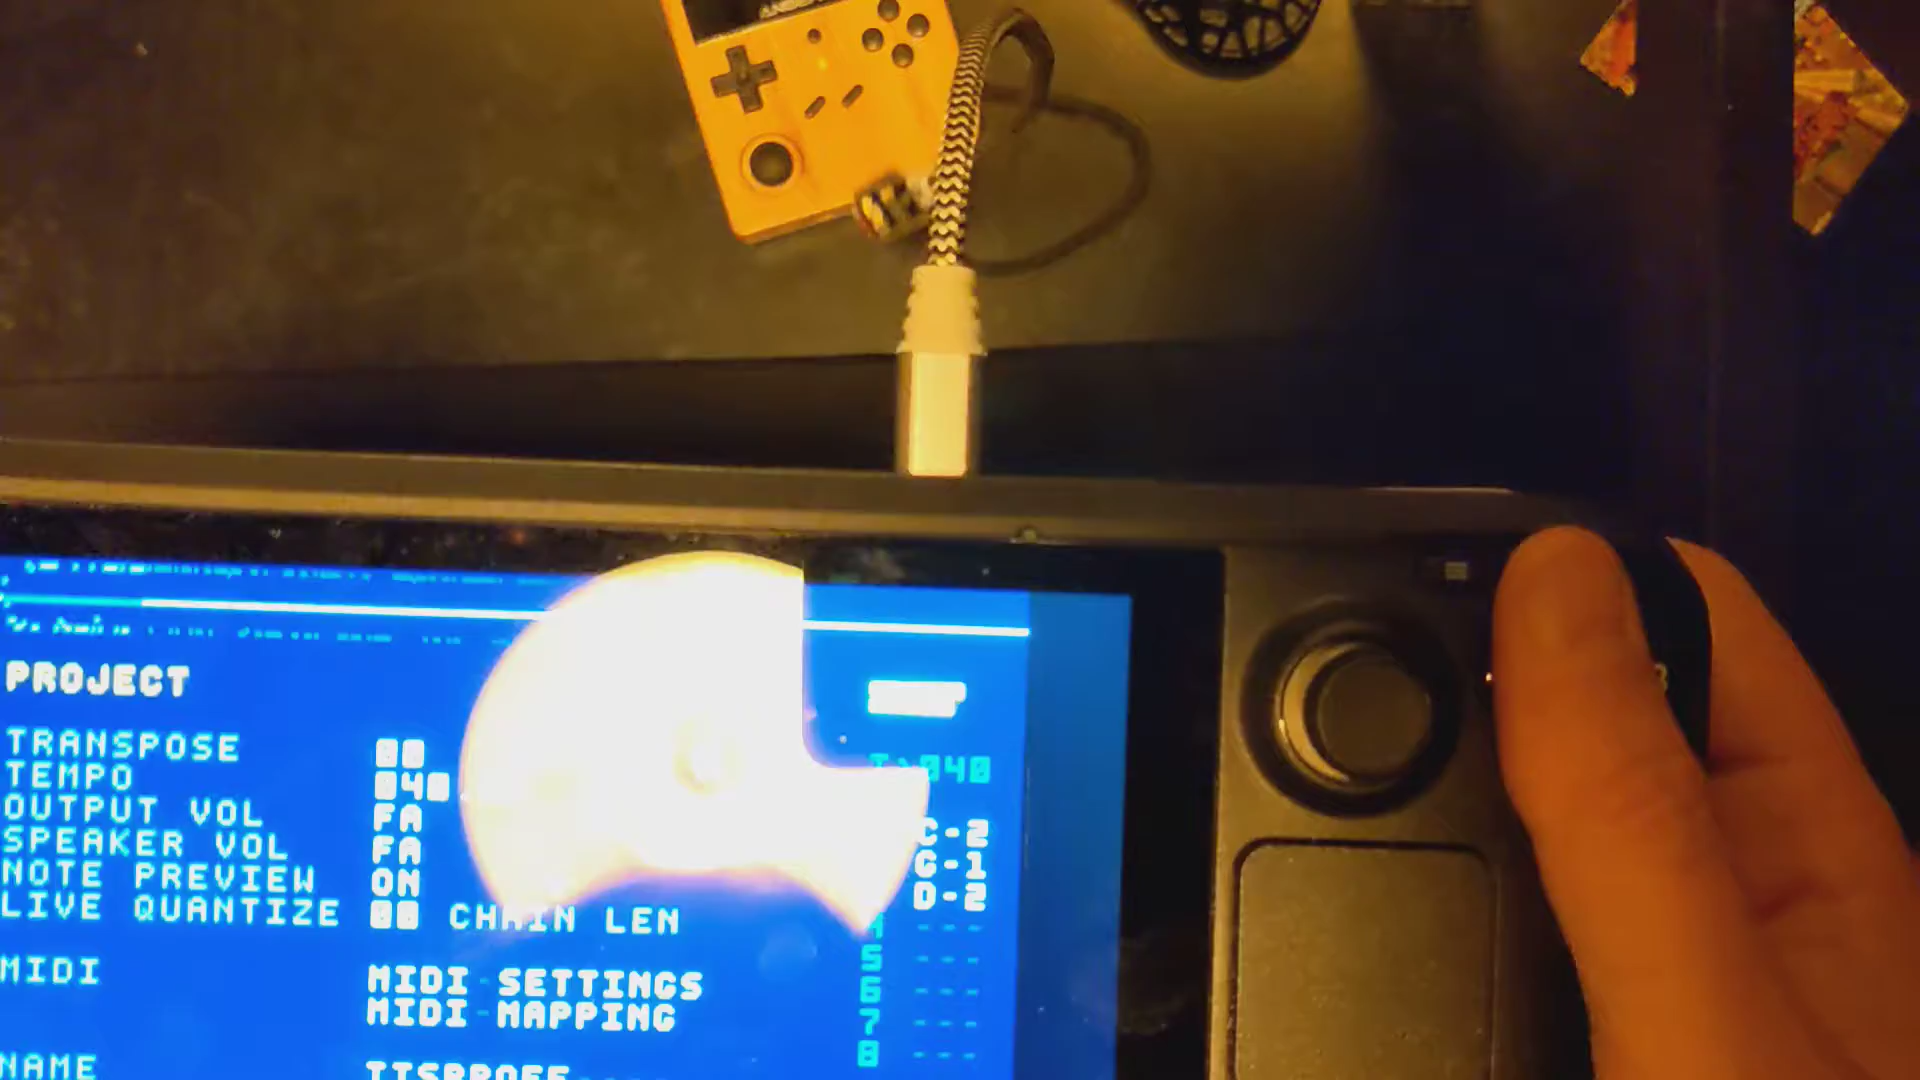 PROJECT
TRANSPOSE 00
TEMPO 040 T>040
OUTPUT VOL FA C-2
SPEAKER VOL FA G-1
NOTE PREVIEW ON D-2
LIVE QUANTIZE 00 CHAIN LEN ---
5 ---
MIDI MIDI SETTINGS 6 ---
MIDI MAPPING 7 ---
8 ---
NAME